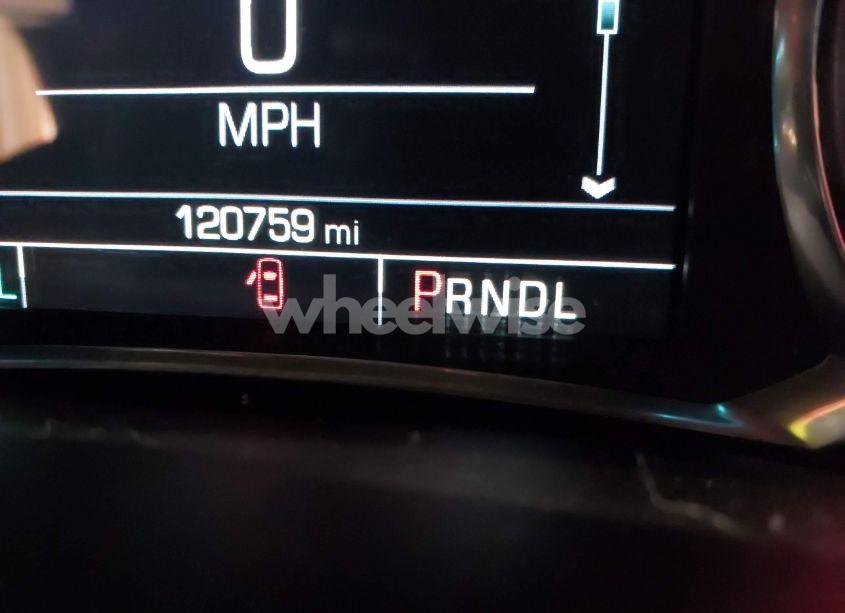 0
MPH
120759 mi
L
PRNDL
wheelwise